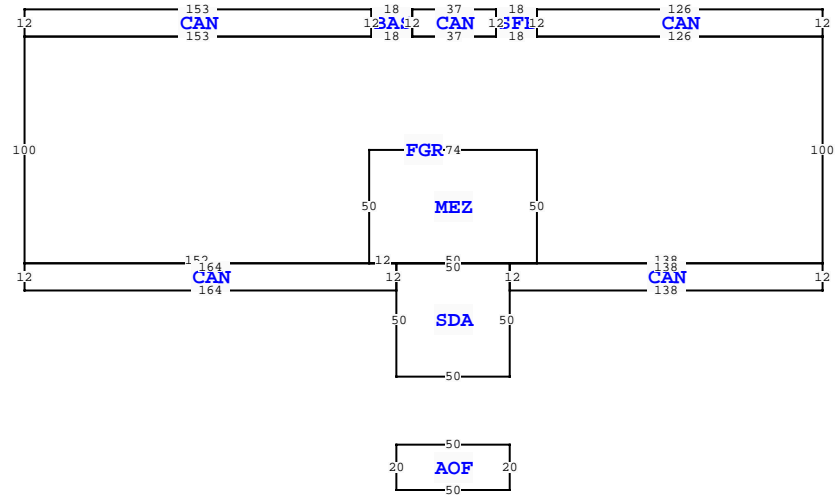 153 18 37 18 126
12 CAN BAS 12 CAN 12 SFL 12 CAN 12
153 18 37 18 126
100 FGR 74 100
50 MEZ 50
152 12 50 138
164 50 138
12 CAN 12 12 CAN 12
164 138
50 SDA 50
50
50
20 AOF 20
50